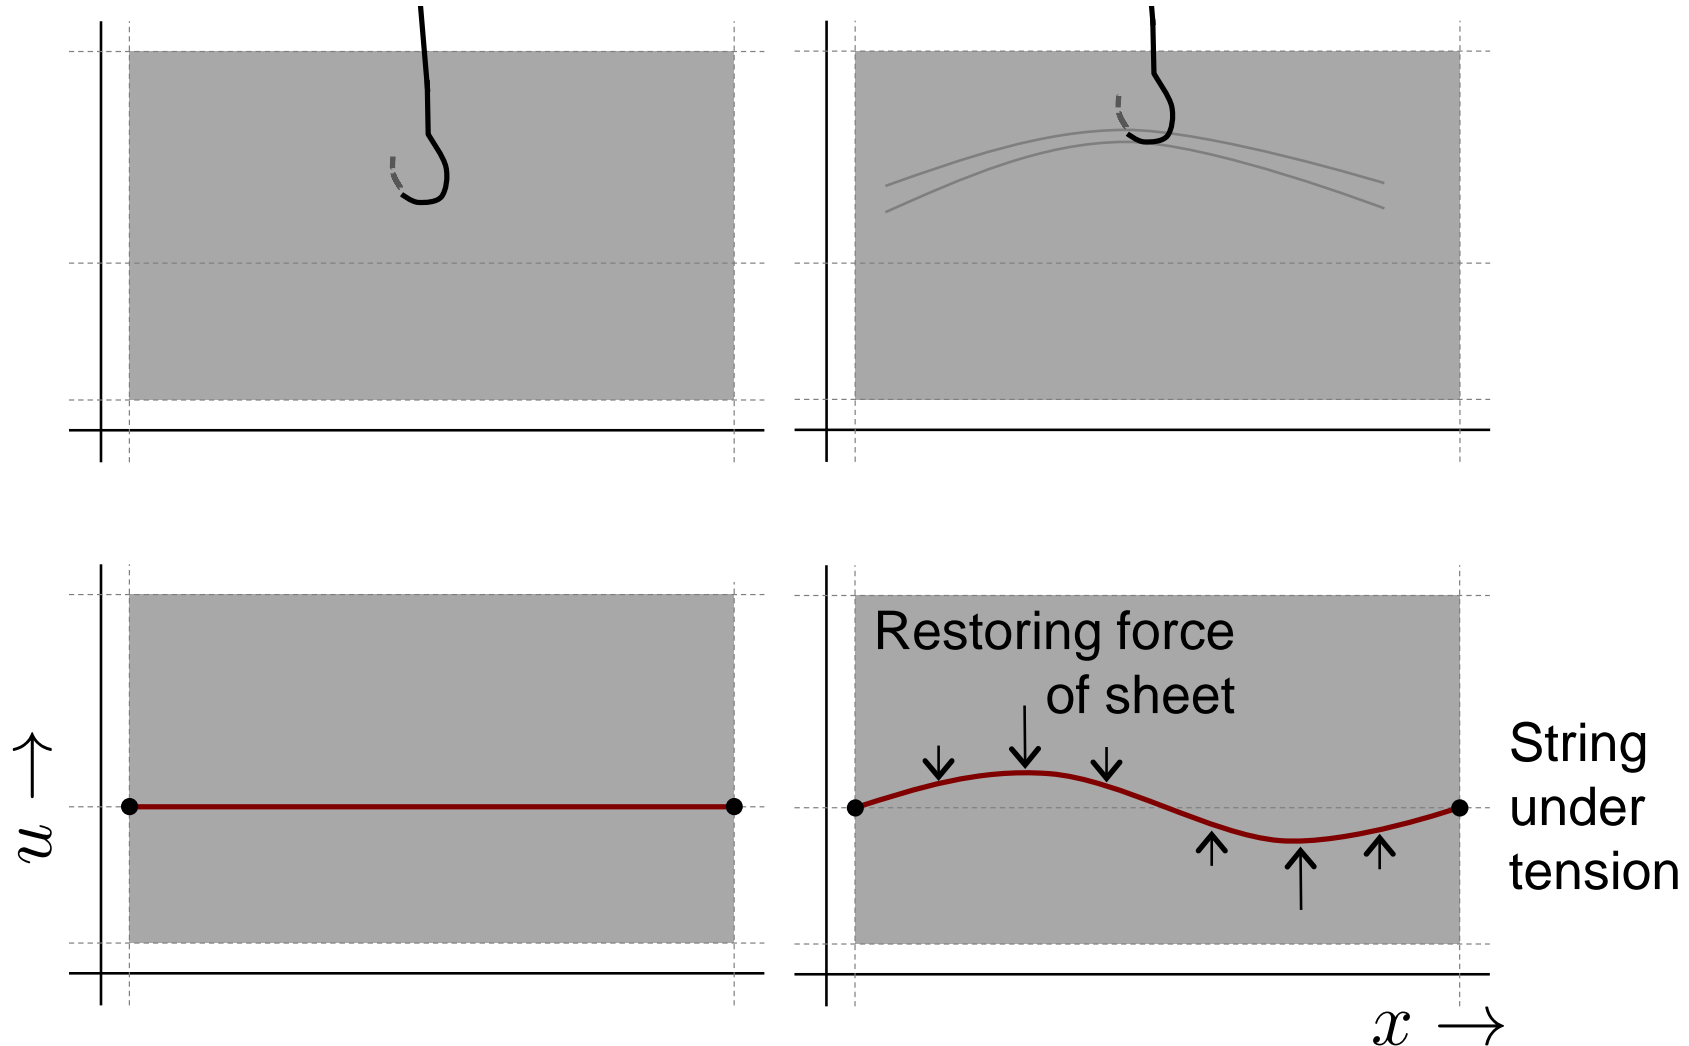 Restoring force
of sheet
String
under
tension
u →
x →